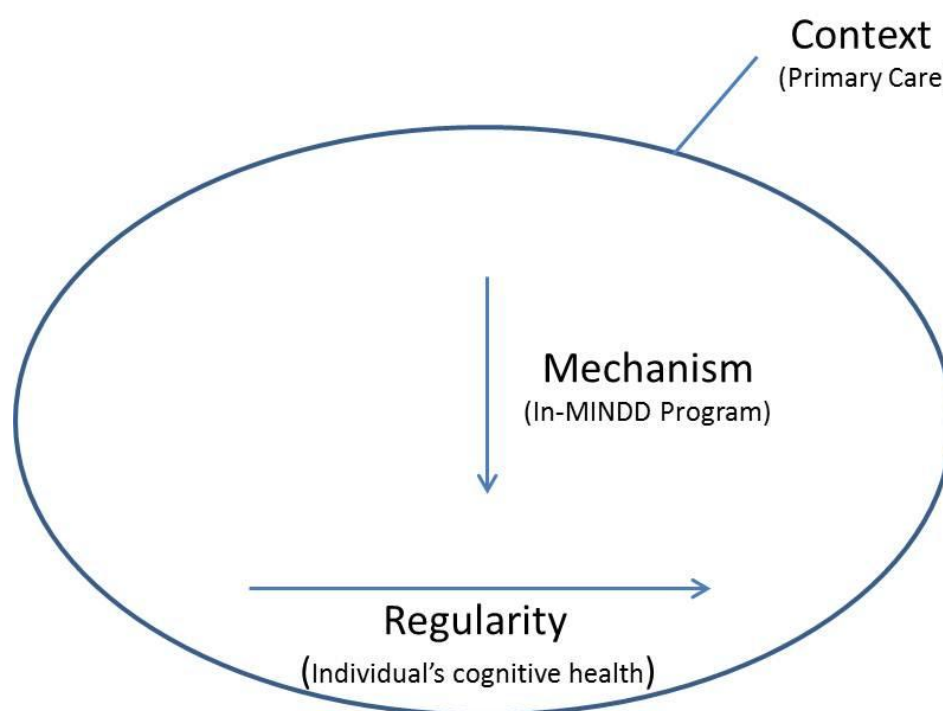 Context
(Primary Care
Mechanism
(In-MINDD Program)
Regularity
(Individual’s cognitive health)